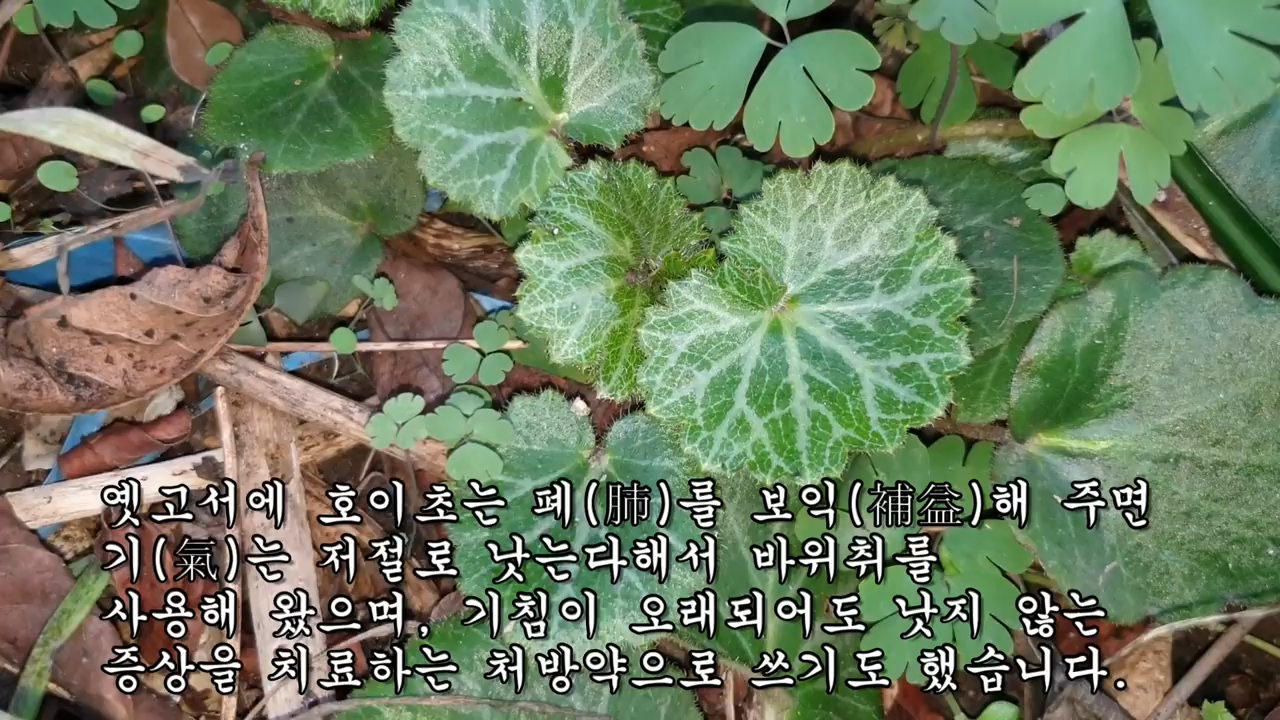 옛고서에 호이초는 폐(肺)를 보익(補益)해 주면
기(氣)는 저절로 낫는다해서 바위취를
사용해 왔으며, 기침이 오래되어도 낫지 않는
증상을 치료하는 처방약으로 쓰기도 했습니다.